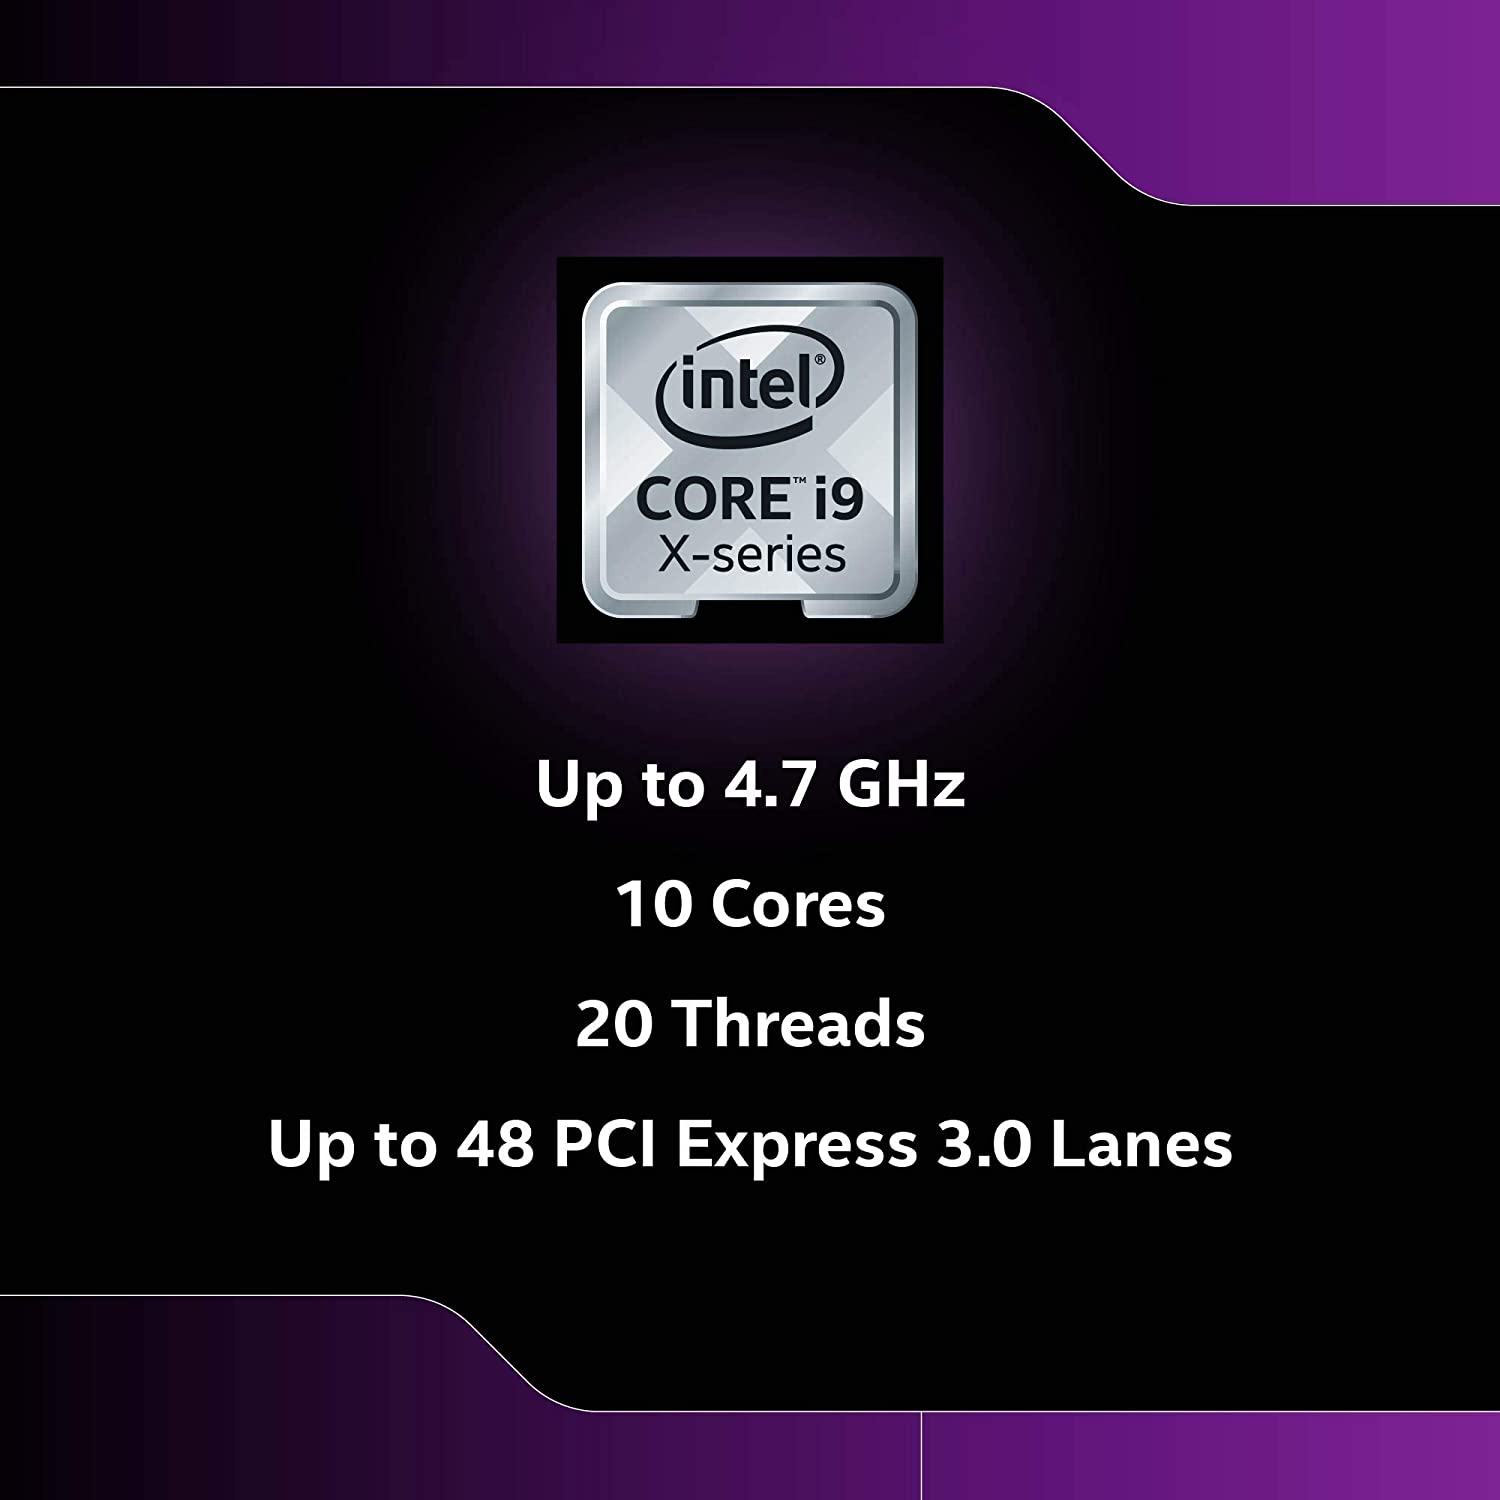 intel®
CORE™ i9
X-series
Up to 4.7 GHz
10 Cores
20 Threads
Up to 48 PCI Express 3.0 Lanes